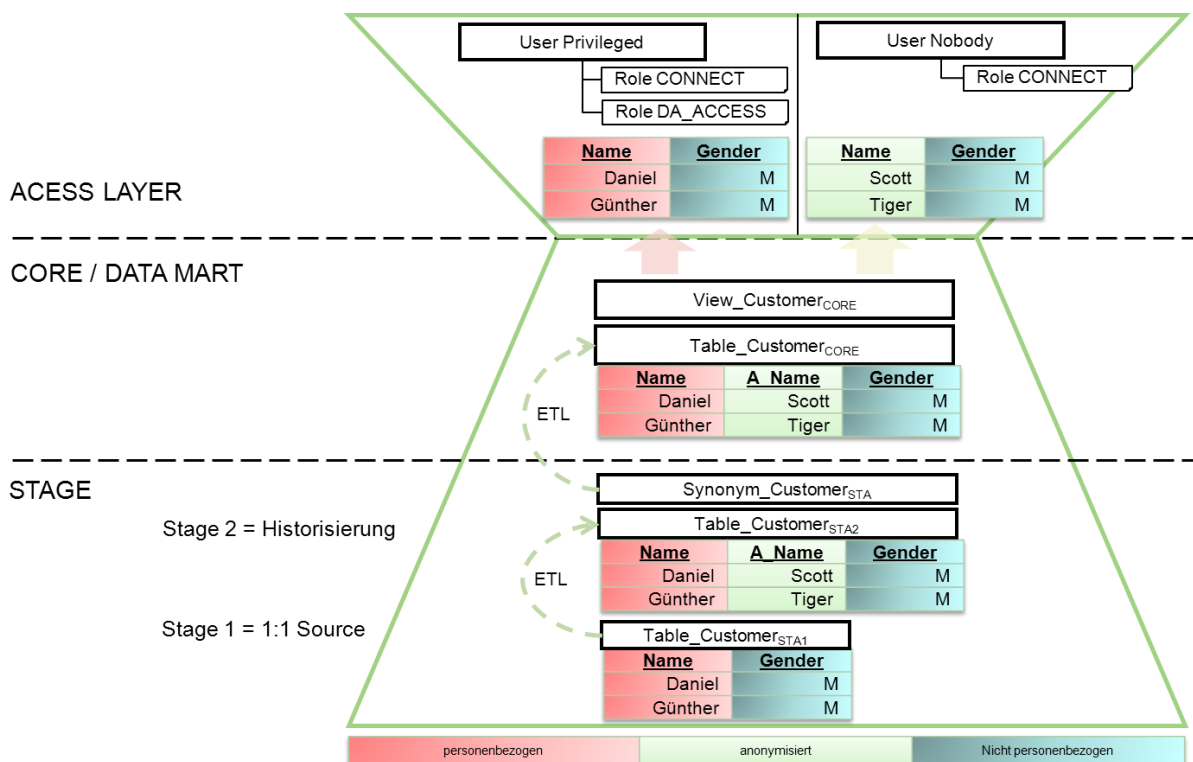 User Privileged
Role CONNECT
Role DA_ACCESS
User Nobody
Role CONNECT
Name Gender
Daniel M
Günther M
Name Gender
Scott M
Tiger M
ACESS LAYER
CORE / DATA MART
View_CustomerCORE
Table_CustomerCORE
Name A_Name Gender
Daniel Scott M
Günther Tiger M
ETL
STAGE
Synonym_CustomerSTA
Stage 2 = Historisierung
Table_CustomerSTA2
Name A_Name Gender
Daniel Scott M
Günther Tiger M
ETL
Stage 1 = 1:1 Source
Table_CustomerSTA1
Name Gender
Daniel M
Günther M
personenbezogen anonymisiert Nicht personenbezogen